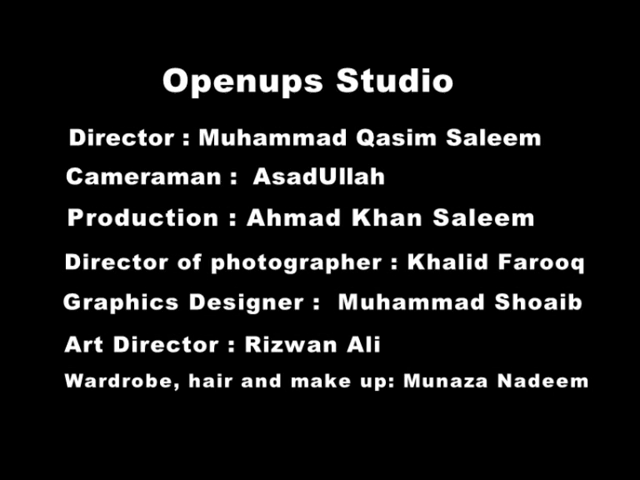 Openups Studio
Director : Muhammad Qasim Saleem
Cameraman : AsadUllah
Production : Ahmad Khan Saleem
Director of photographer : Khalid Farooq
Graphics Designer : Muhammad Shoaib
Art Director : Rizwan Ali
Wardrobe, hair and make up: Munaza Nadeem